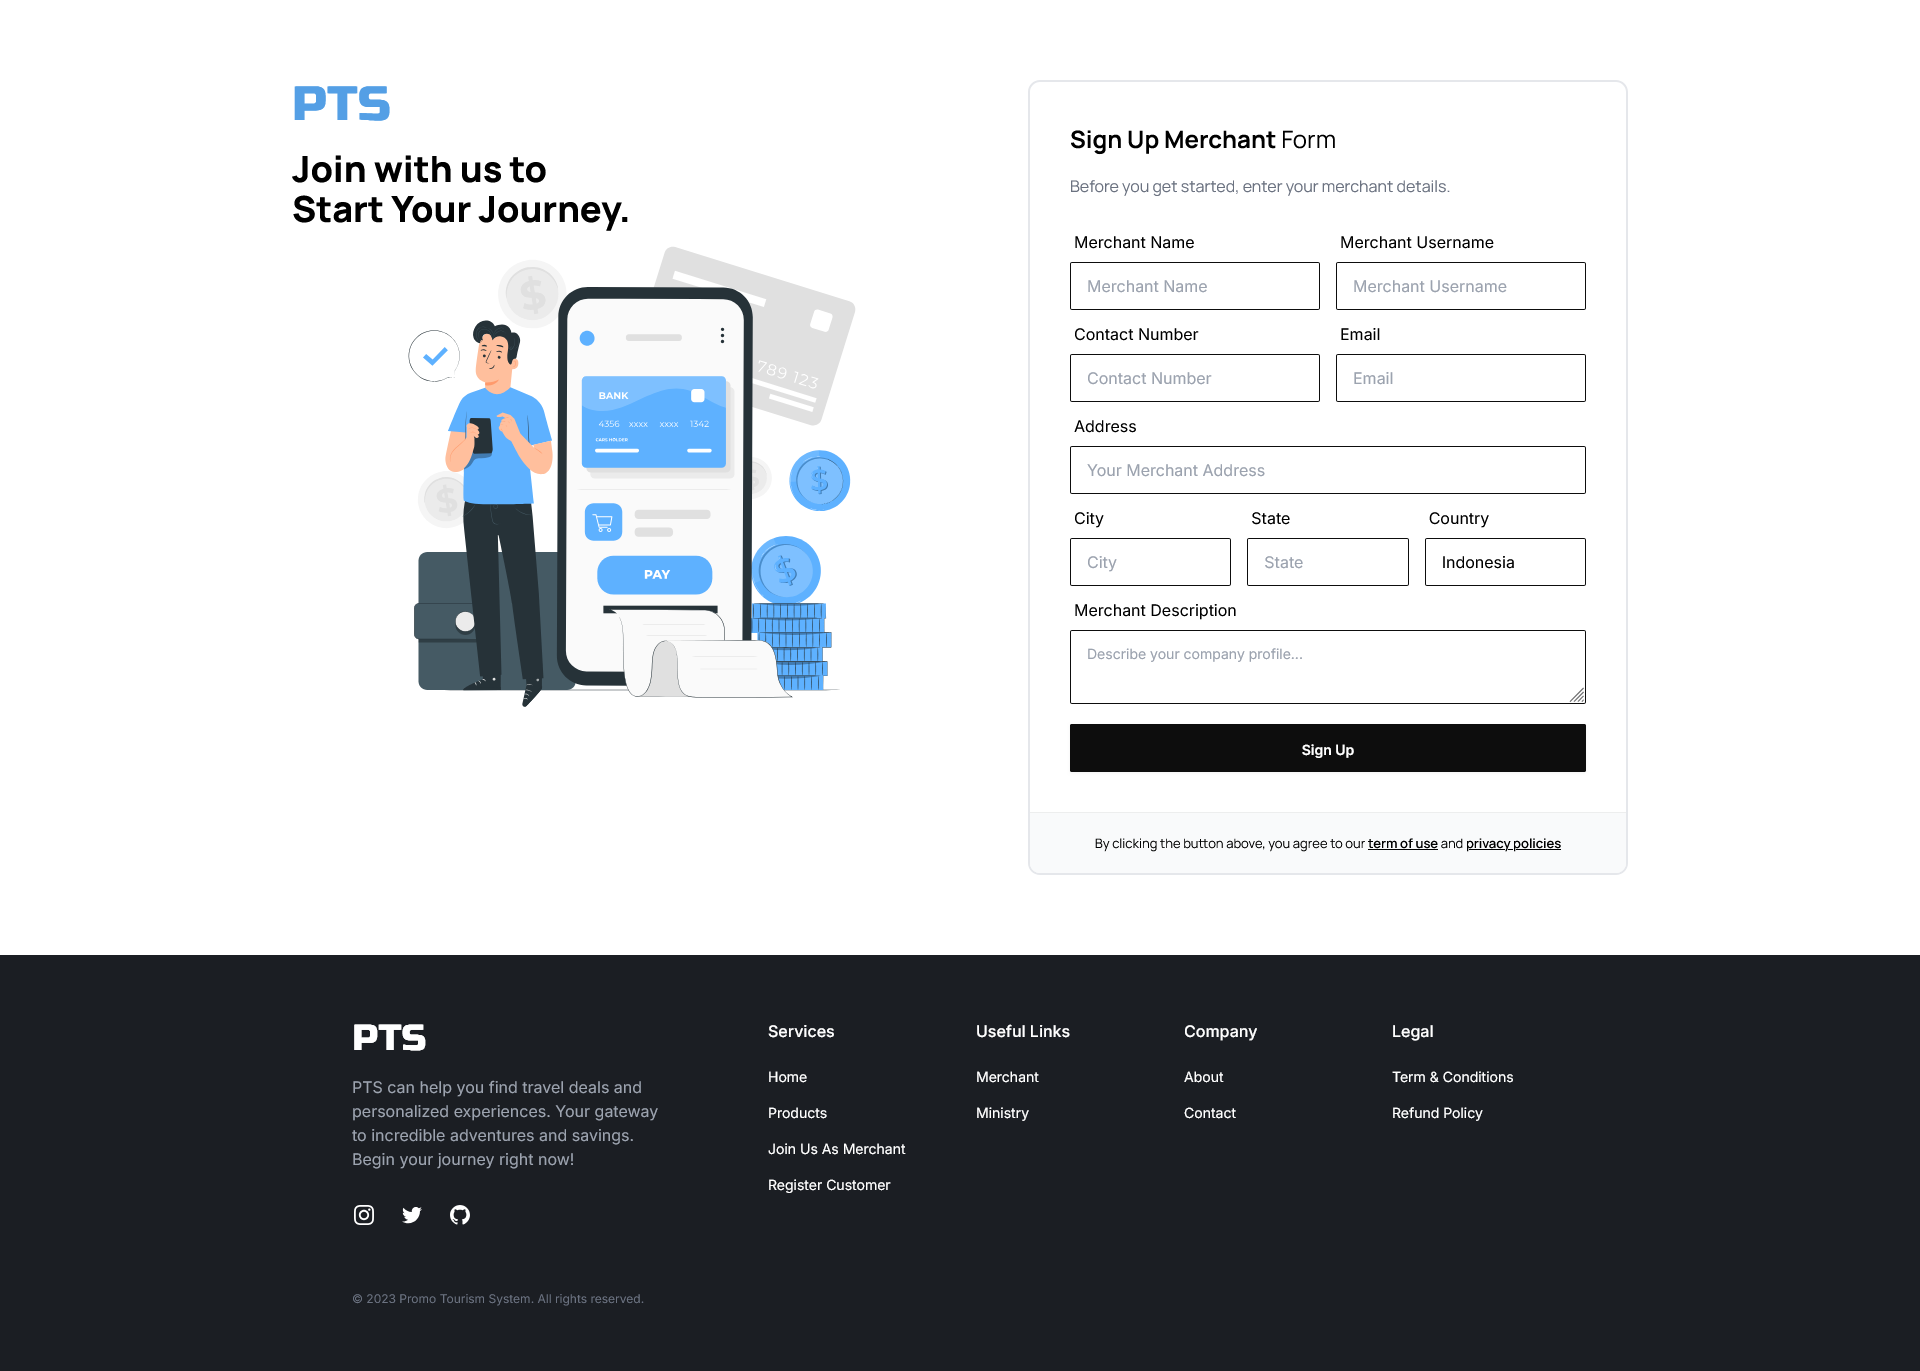 PTS
Join with us to
Start Your Journey.
789 123
BANK
4356 xxxx xxxx 1342
CARS HOLDER
PAY
Sign Up Merchant Form
Before you get started, enter your merchant details.
Merchant Name
Merchant Username
Merchant Name
Merchant Username
Contact Number
Email
Contact Number
Email
Address
Your Merchant Address
City
State
Country
City
State
Indonesia
Merchant Description
Describe your company profile...
Sign Up
By clicking the button above, you agree to our term of use and privacy policies
PTS
PTS can help you find travel deals and
personalized experiences. Your gateway
to incredible adventures and savings.
Begin your journey right now!
Services
Home
Products
Join Us As Merchant
Register Customer
Useful Links
Merchant
Ministry
Company
About
Contact
Legal
Term & Conditions
Refund Policy
© 2023 Promo Tourism System. All rights reserved.